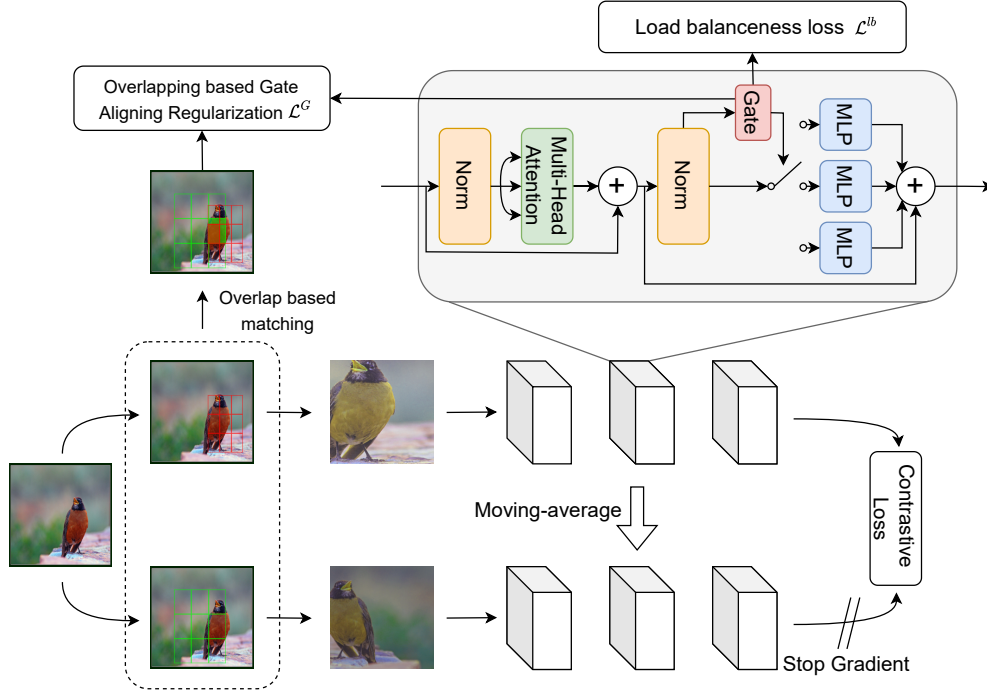 Load balanceness loss 𝓛^{lb}
Overlapping based Gate
Aligning Regularization 𝓛^{G}
Gate
MLP
Norm
Multi-Head
Attention
+
Norm
MLP
+
MLP
Overlap based
matching
Moving-average
Contrastive
Loss
Stop Gradient